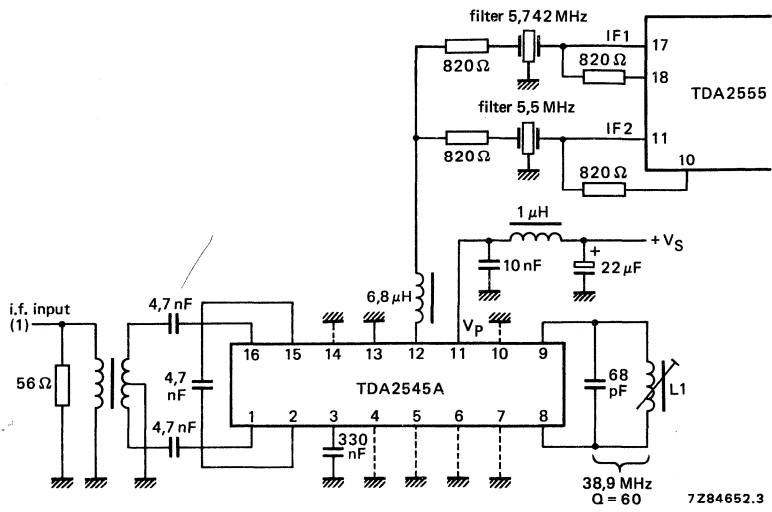 filter 5,742 MHz
IF1
17
820 Ω
820 Ω
18
TDA2555
filter 5,5 MHz
IF2
11
820 Ω
820 Ω
10
1 μH
+ VS
+
10 nF
22 μF
6,8 μH
VP
i.f. input
(1)
4,7 nF
56 Ω
4,7
nF
4,7 nF
16 15 14 13 12 11 10 9
TDA2545A
1 2 3 4 5 6 7 8
330
nF
68
pF
L1
38,9 MHz
Q = 60
7Z84652.3